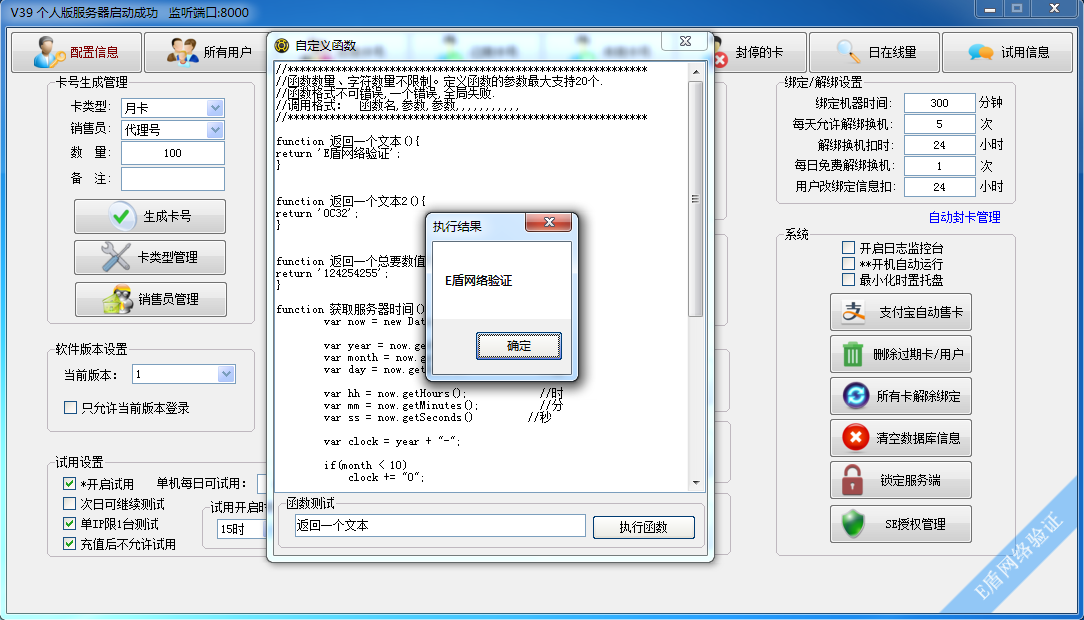 V39 个人版服务器启动成功 监听端口:8000
配置信息
所有用户
封停的卡
日在线量
试用信息
卡号生成管理
卡类型: 月卡
销售员: 代理号
数 量: 100
备 注:
生成卡号
卡类型管理
销售员管理
软件版本设置
当前版本: 1
只允许当前版本登录
试用设置
*开启试用 单机每日可试用:
次日可继续测试
单IP限1台测试
充值后不允许试用
试用开启时
15时
自定义函数
//************************************************************
//函数数量、字符数量不限制。定义函数的参数最大支持20个.
//函数格式不可错误,一个错误,全局失败.
//调用格式: 函数名,参数,参数,,,,,,,,,,
//************************************************************
function 返回一个文本(){
return 'E盾网络验证';
}
function 返回一个文本2(){
return 'OC32';
}
function 返回一个总要数值
return '124254255';
}
function 获取服务器时间()
var now = new Dat
var year = now.ge
var month = now.g
var day = now.get
var hh = now.getHours(); //时
var mm = now.getMinutes(); //分
var ss = now.getSeconds() //秒
var clock = year + "-";
if(month < 10)
clock += "0";
函数测试
返回一个文本
执行函数
执行结果
E盾网络验证
确定
绑定/解绑设置
绑定机器时间: 300 分钟
每天允许解绑换机: 5 次
解绑换机扣时: 24 小时
每日免费解绑换机: 1 次
用户改绑定信息扣: 24 小时
自动封卡管理
系统
开启日志监控台
**开机自动运行
最小化时置托盘
支付宝自动售卡
删除过期卡/用户
所有卡解除绑定
清空数据库信息
锁定服务端
SE授权管理
E盾网络验证